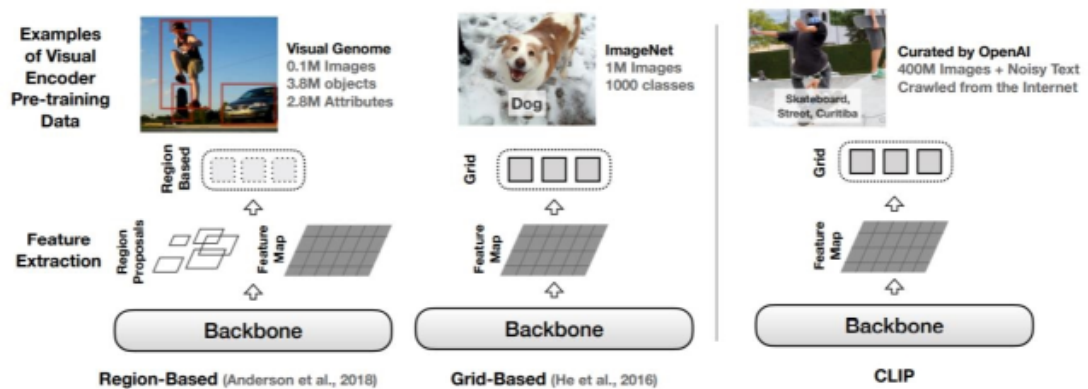 Examples
of Visual
Encoder
Pre-training
Data
Visual Genome
0.1M Images
3.8M objects
2.8M Attributes
Dog
ImageNet
1M Images
1000 classes
Skateboard,
Street, Curitiba
Curated by OpenAI
400M Images + Noisy Text
Crawled from the Internet
Region
Based
Grid
Grid
Feature
Extraction
Region
Proposals
Feature
Map
Feature
Map
Feature
Map
Backbone
Backbone
Backbone
Region-Based (Anderson et al., 2018)
Grid-Based (He et al., 2016)
CLIP